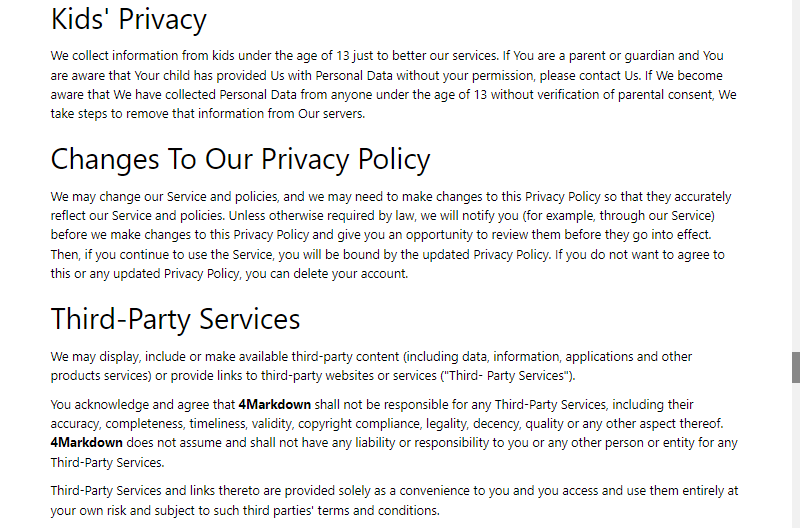 Kids' Privacy
We collect information from kids under the age of 13 just to better our services. If You are a parent or guardian and You
are aware that Your child has provided Us with Personal Data without your permission, please contact Us. If We become
aware that We have collected Personal Data from anyone under the age of 13 without verification of parental consent, We
take steps to remove that information from Our servers.
Changes To Our Privacy Policy
We may change our Service and policies, and we may need to make changes to this Privacy Policy so that they accurately
reflect our Service and policies. Unless otherwise required by law, we will notify you (for example, through our Service)
before we make changes to this Privacy Policy and give you an opportunity to review them before they go into effect.
Then, if you continue to use the Service, you will be bound by the updated Privacy Policy. If you do not want to agree to
this or any updated Privacy Policy, you can delete your account.
Third-Party Services
We may display, include or make available third-party content (including data, information, applications and other
products services) or provide links to third-party websites or services ("Third- Party Services").
You acknowledge and agree that 4Markdown shall not be responsible for any Third-Party Services, including their
accuracy, completeness, timeliness, validity, copyright compliance, legality, decency, quality or any other aspect thereof.
4Markdown does not assume and shall not have any liability or responsibility to you or any other person or entity for any
Third-Party Services.
Third-Party Services and links thereto are provided solely as a convenience to you and you access and use them entirely at
your own risk and subject to such third parties' terms and conditions.